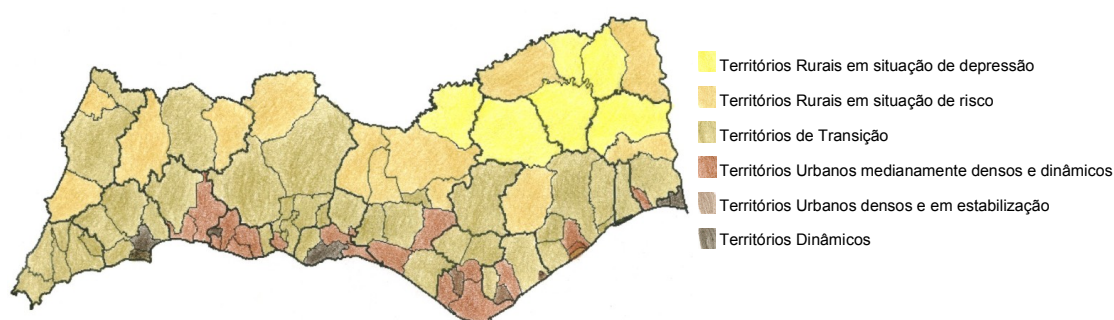 Territórios Rurais em situação de depressão
Territórios Rurais em situação de risco
Territórios de Transição
Territórios Urbanos medianamente densos e dinâmicos
Territórios Urbanos densos e em estabilização
Territórios Dinâmicos